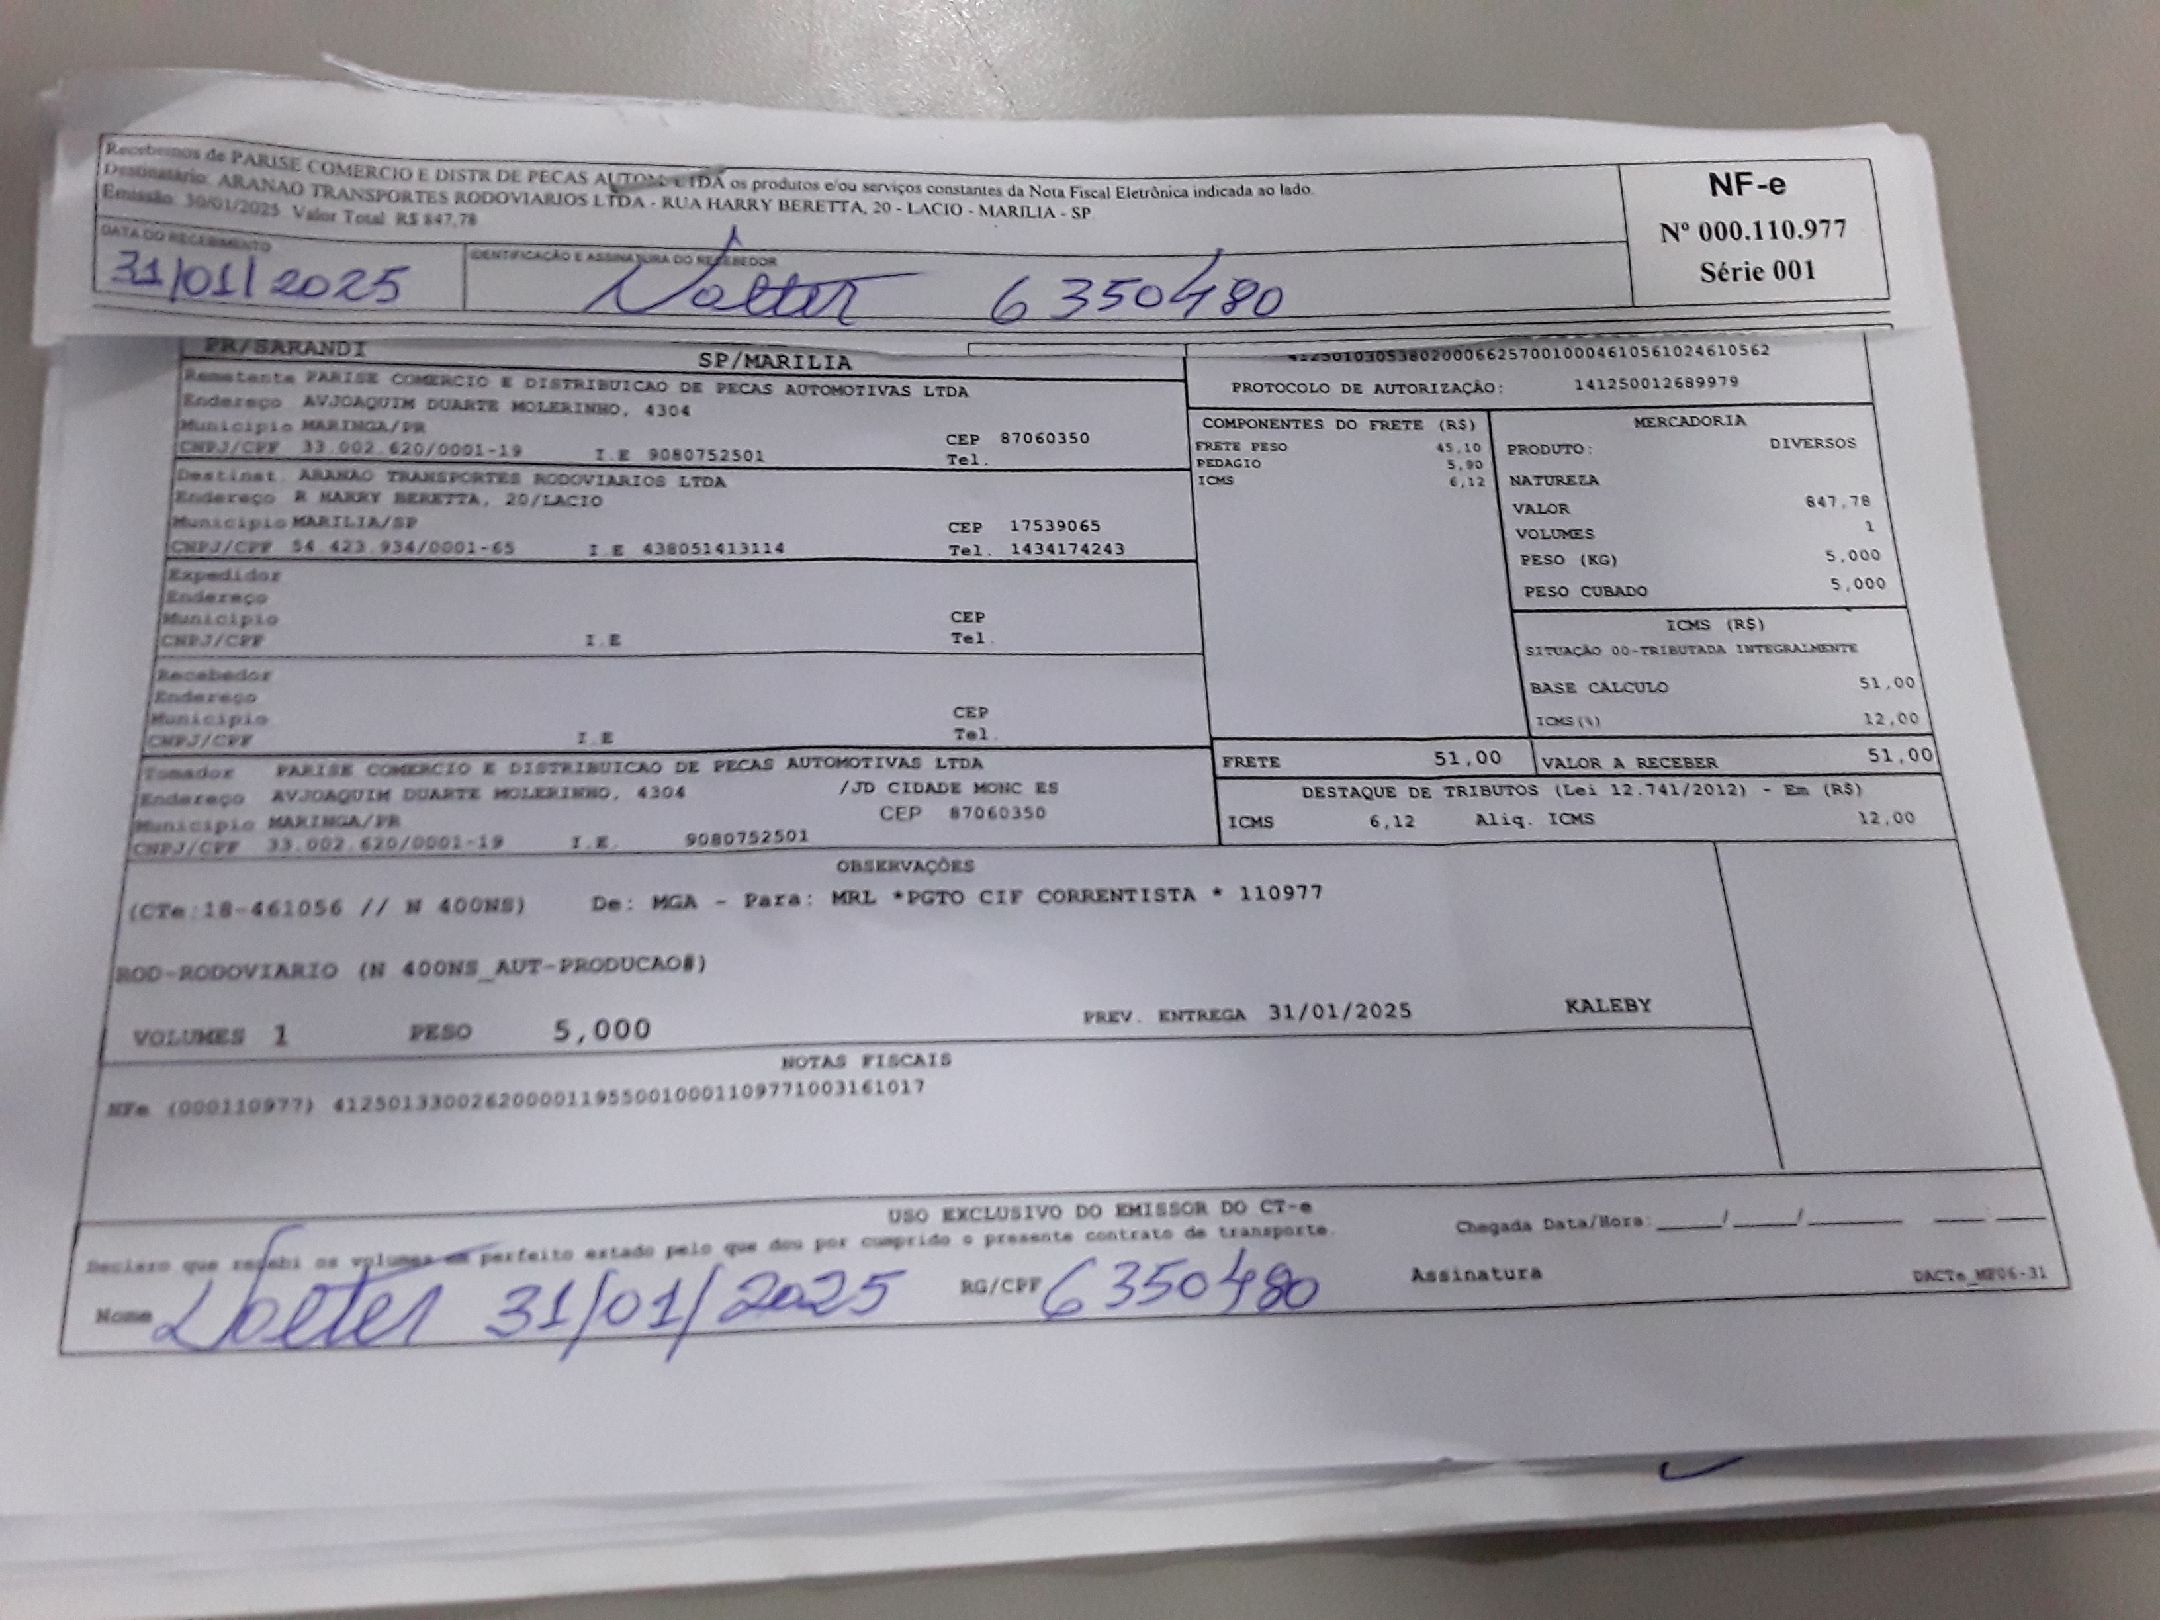 Recebemos de PARISE COMERCIO E DISTR DE PECAS AUTOM LTDA os produtos e/ou serviços constantes da Nota Fiscal Eletrônica indicada ao lado.
Destinatário: ARANAO TRANSPORTES RODOVIARIOS LTDA - RUA HARRY BERETTA, 20 - LACIO - MARILIA - SP
Emissão: 30/01/2025 Valor Total R$ 847,78
NF-e
Nº 000.110.977
Série 001
DATA DO RECEBIMENTO
IDENTIFICAÇÃO E ASSINATURA DO RECEBEDOR
31/01/2025 Valter 6350480
PR/SARANDI SP/MARILIA
41250103053802000662570010004610561024610562
PROTOCOLO DE AUTORIZAÇÃO: 141250012689979
Remetente PARISE COMERCIO E DISTRIBUICAO DE PECAS AUTOMOTIVAS LTDA
Endereço AVJOAQUIM DUARTE MOLERINHO, 4304
Município MARINGA/PR CEP 87060350
CNPJ/CPF 33.002.620/0001-19 I.E 9080752501 Tel.
Destinat. ARANAO TRANSPORTES RODOVIARIOS LTDA
Endereço R HARRY BERETTA, 20/LACIO
Município MARILIA/SP CEP 17539065
CNPJ/CPF 54.423.934/0001-65 I.E 438051413114 Tel. 1434174243
Expedidor
Endereço
Município CEP
CNPJ/CPF I.E Tel.
Recebedor
Endereço
Município CEP
CNPJ/CPF I.E Tel.
Tomador PARISE COMERCIO E DISTRIBUICAO DE PECAS AUTOMOTIVAS LTDA
Endereço AVJOAQUIM DUARTE MOLERINHO, 4304 /JD CIDADE MONC ES
Município MARINGA/PR CEP 87060350
CNPJ/CPF 33.002.620/0001-19 I.E. 9080752501
COMPONENTES DO FRETE (R$)
FRETE PESO 45,10
PEDAGIO 5,90
ICMS 6,12
MERCADORIA
PRODUTO: DIVERSOS
NATUREZA
VALOR 847,78
VOLUMES 1
PESO (KG) 5,000
PESO CUBADO 5,000
ICMS (R$)
SITUAÇÃO 00-TRIBUTADA INTEGRALMENTE
BASE CALCULO 51,00
ICMS(%) 12,00
FRETE 51,00 VALOR A RECEBER 51,00
DESTAQUE DE TRIBUTOS (Lei 12.741/2012) - Em (R$)
ICMS 6,12 Aliq. ICMS 12,00
OBSERVAÇÕES
(CTe:18-461056 // N 400NS) De: MGA - Para: MRL *PGTO CIF CORRENTISTA * 110977
ROD-RODOVIARIO (N 400NS_AUT-PRODUCAO#)
VOLUMES 1 PESO 5,000 PREV. ENTREGA 31/01/2025 KALEBY
NOTAS FISCAIS
NFe (000110977) 41250133002620000119550010001109771003161017
USO EXCLUSIVO DO EMISSOR DO CT-e
Declaro que recebi os volumes em perfeito estado pelo que dou por cumprido o presente contrato de transporte.
Chegada Data/Hora:____/____/______ ___:___
Nome Valter 31/01/2025 RG/CPF 6350480 Assinatura DACTe_MF06-31